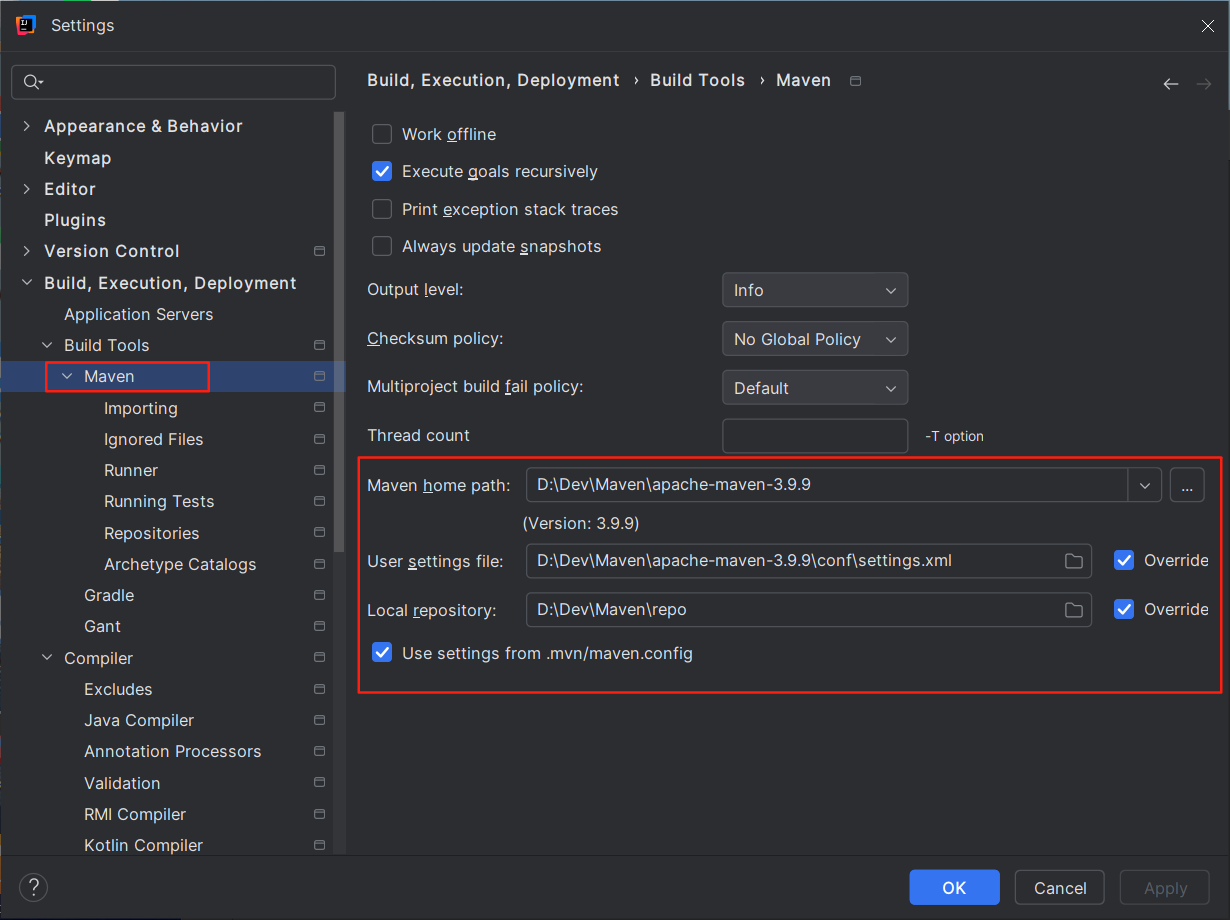 Settings
Appearance & Behavior
Keymap
Editor
Plugins
Version Control
Build, Execution, Deployment
Application Servers
Build Tools
Maven
Importing
Ignored Files
Runner
Running Tests
Repositories
Archetype Catalogs
Gradle
Gant
Compiler
Excludes
Java Compiler
Annotation Processors
Validation
RMI Compiler
Kotlin Compiler
Build, Execution, Deployment › Build Tools › Maven
Work offline
Execute goals recursively
Print exception stack traces
Always update snapshots
Output level: Info
Checksum policy: No Global Policy
Multiproject build fail policy: Default
Thread count -T option
Maven home path: D:\Dev\Maven\apache-maven-3.9.9 ...
(Version: 3.9.9)
User settings file: D:\Dev\Maven\apache-maven-3.9.9\conf\settings.xml Override
Local repository: D:\Dev\Maven\repo Override
Use settings from .mvn/maven.config
? OK Cancel Apply